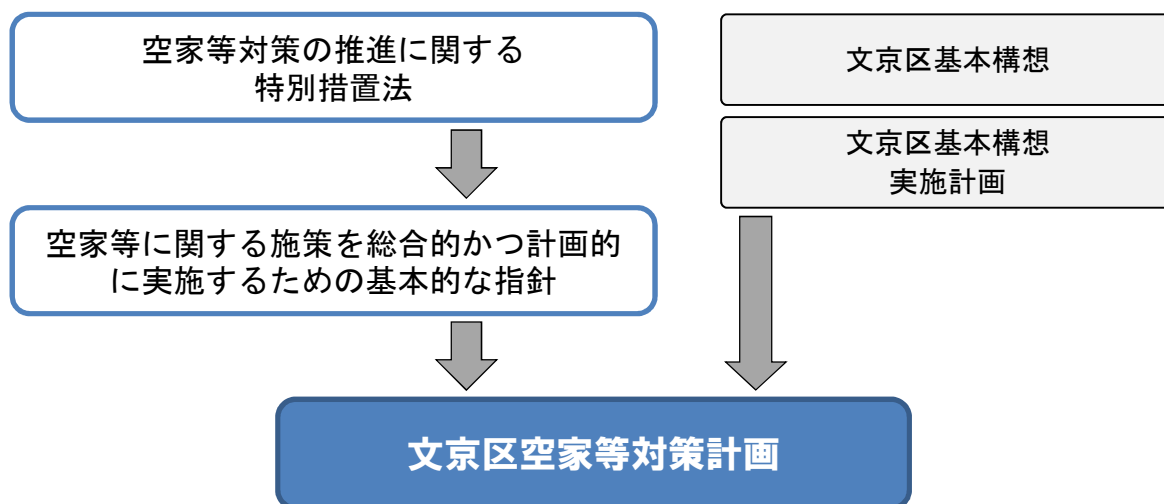 空家等対策の推進に関する
特別措置法
文京区基本構想
文京区基本構想
実施計画
空家等に関する施策を総合的かつ計画的
に実施するための基本的な指針
文京区空家等対策計画